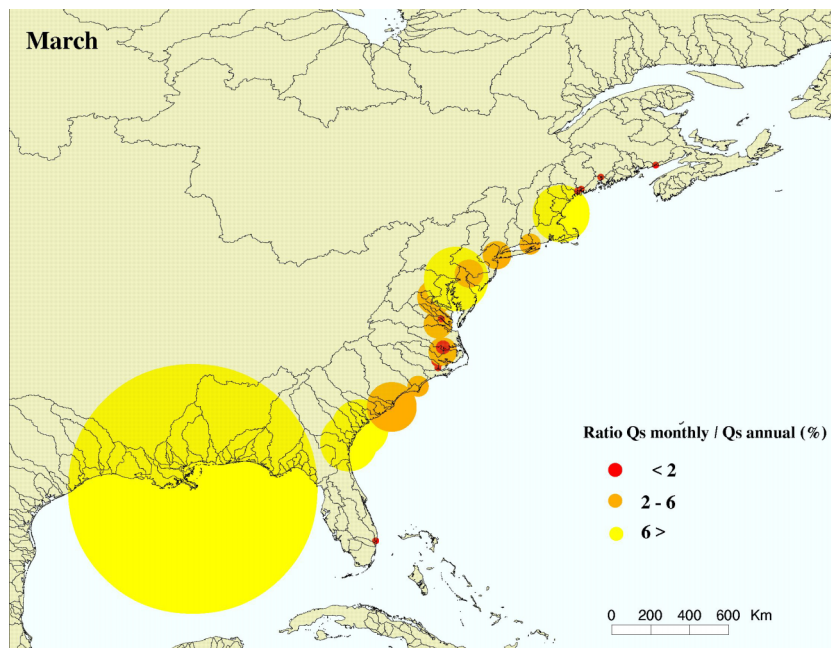 March
Ratio Qs monthly / Qs annual (%)
< 2
2 - 6
6 >
0 200 400 600 Km